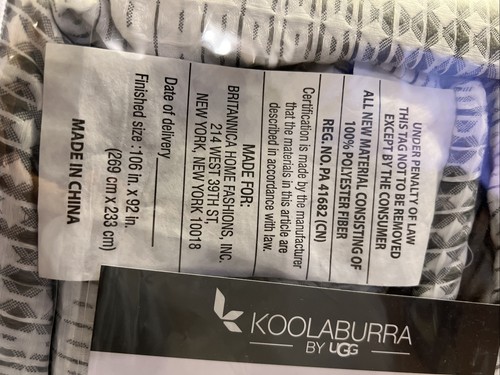 UNDER PENALTY OF LAW
THIS TAG NOT TO BE REMOVED
EXCEPT BY THE CONSUMER
ALL NEW MATERIAL CONSISTING OF
100% POLYESTER FIBER
REG. NO. PA 41682 (CN)
Certification is made by the manufacturer
that the materials in this article are
described in accordance with law.
MADE FOR:
BRITANNICA HOME FASHIONS, INC.
214 WEST 39TH ST
NEW YORK, NEW YORK 10018
Date of delivery
Finished size : 106 in. x 92 in.
(269 cm x 233 cm)
MADE IN CHINA
KOOLABURRA
BY UGG